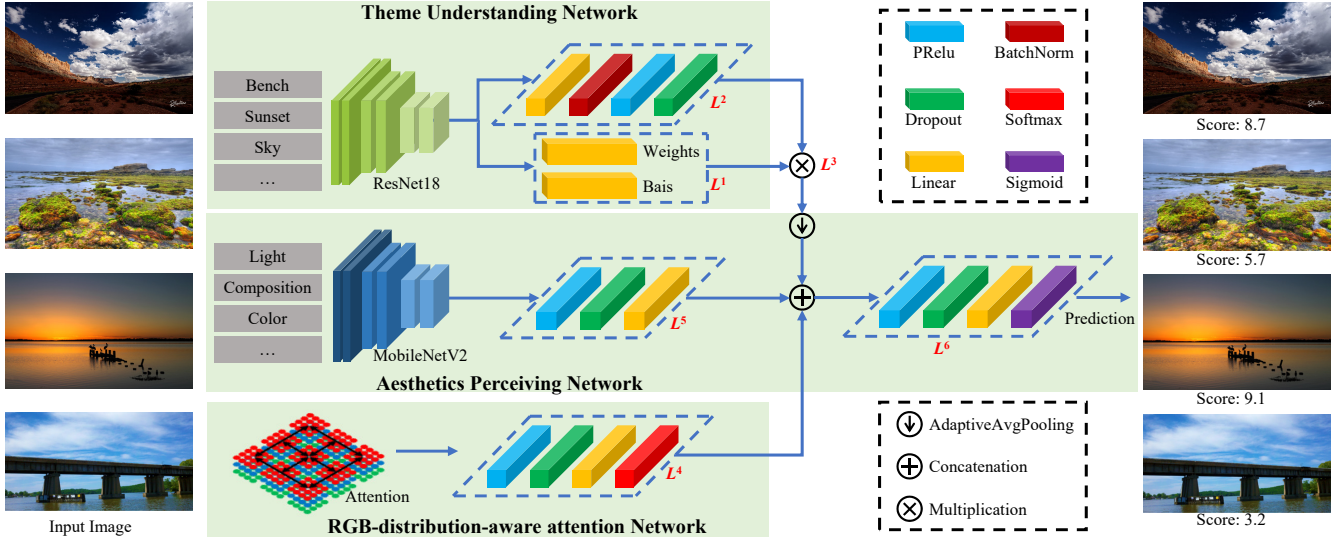 Theme Understanding Network
Bench
Sunset
Sky
…
ResNet18
L2
Weights
Bais
L1
L3
Light
Composition
Color
…
MobileNetV2
L5
L6
Prediction
Aesthetics Perceiving Network
Attention
L4
RGB-distribution-aware attention Network
Input Image
PRelu
BatchNorm
Dropout
Softmax
Linear
Sigmoid
AdaptiveAvgPooling
Concatenation
Multiplication
Score: 8.7
Score: 5.7
Score: 9.1
Score: 3.2